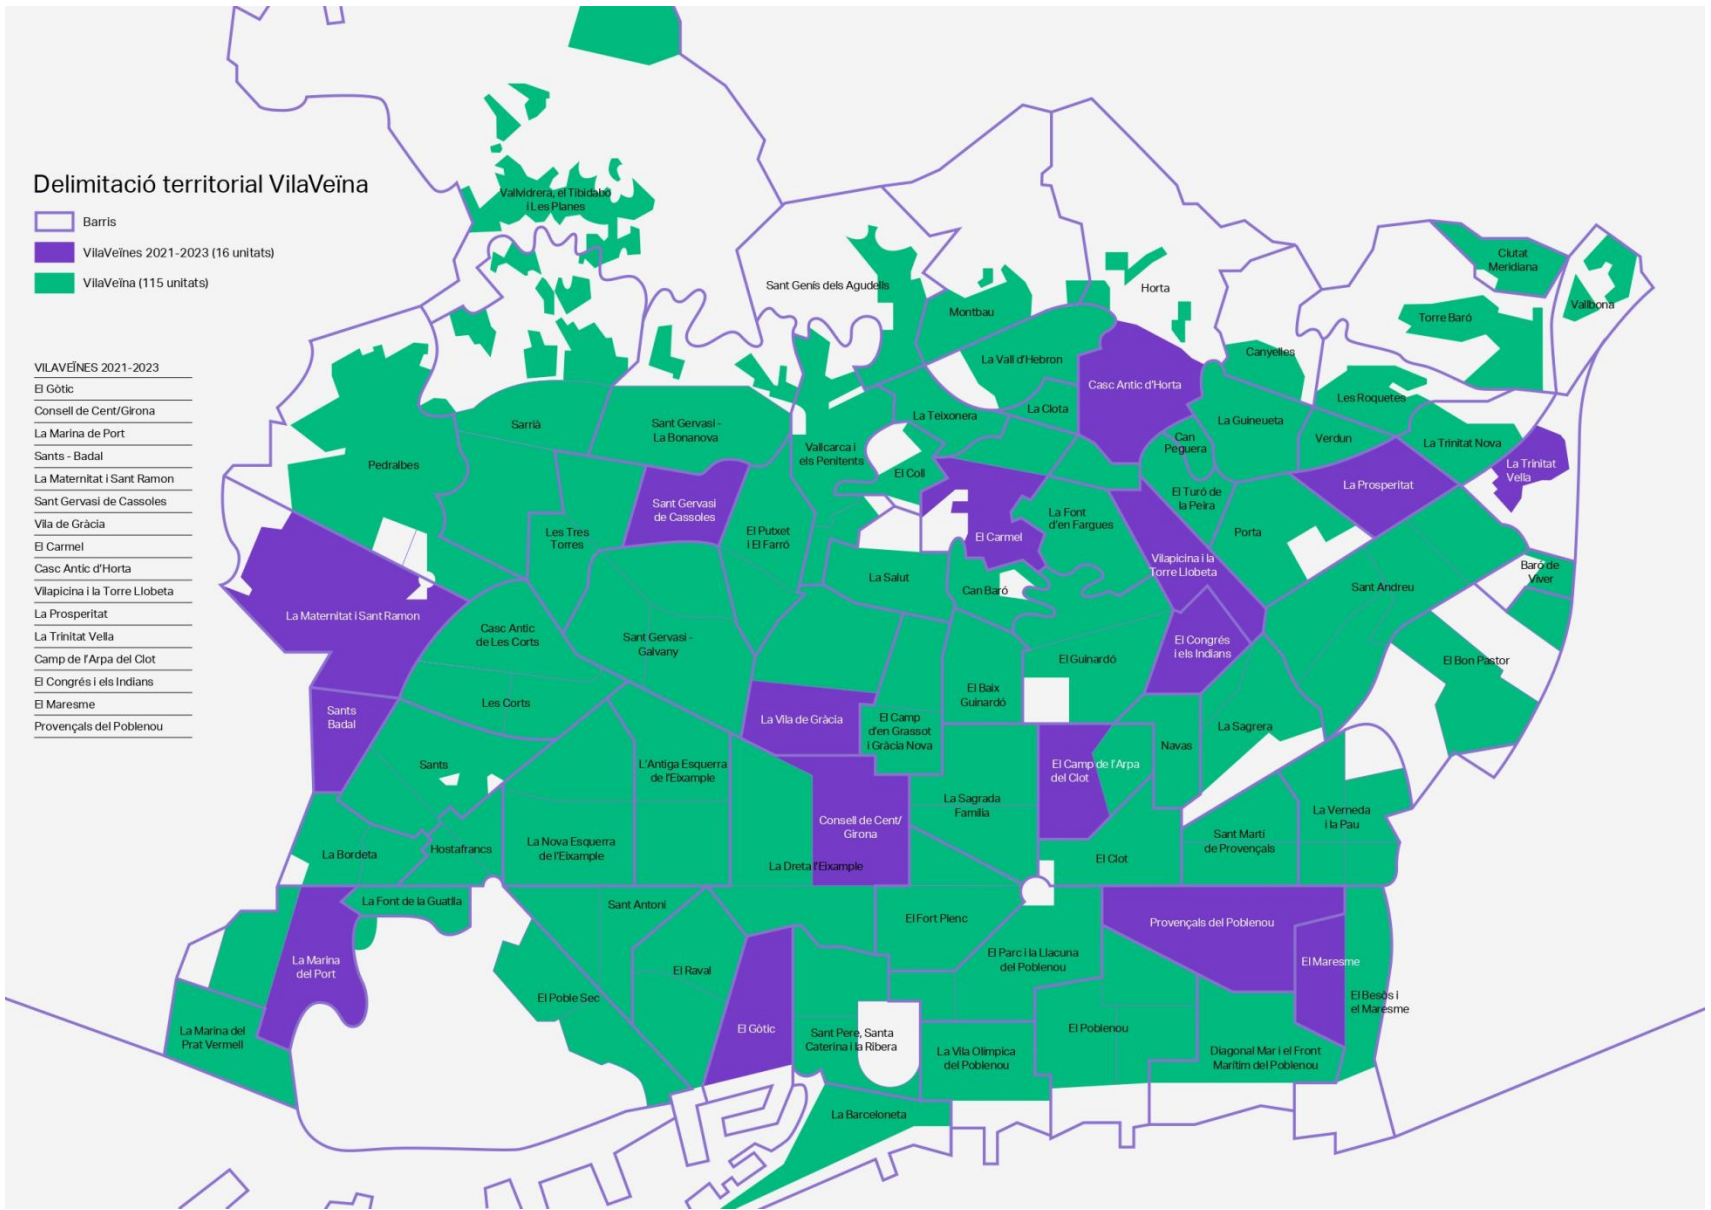 Delimitació territorial VilaVeïna
Barris
VilaVeïnes 2021-2023 (16 unitats)
VilaVeïna (115 unitats)
VILAVEÏNES 2021-2023
El Gòtic
Consell de Cent/Girona
La Marina de Port
Sants - Badal
La Maternitat i Sant Ramon
Sant Gervasi de Cassoles
Vila de Gràcia
El Carmel
Casc Antic d'Horta
Vilapicina i la Torre Llobeta
La Prosperitat
La Trinitat Vella
Camp de l'Arpa del Clot
El Congrés i els Indians
El Maresme
Provençals del Poblenou
Vallvidrera, el Tibidabo
i Les Planes
Sant Genís dels Agudells
Montbau
Horta
Ciutat
Meridiana
Vallbona
Torre Baró
La Vall d'Hebron
Canyelles
Casc Antic d'Horta
Les Roquetes
La Clota
La Teixonera
La Guineueta
Verdun
La Trinitat Nova
Can
Peguera
La Trinitat
Vella
La Prosperitat
Sarrià
Sant Gervasi -
La Bonanova
Vallcarca i
els Penitents
El Coll
Pedralbes
Sant Gervasi
de Cassoles
El Turó de
la Peira
La Font
d'en Fargues
Les Tres
Torres
El Putxet
i El Farró
El Carmel
Porta
Vilapicina i la
Torre Llobeta
La Salut
Can Baró
Sant Andreu
Baró de
Viver
La Maternitat i Sant Ramon
Casc Antic
de Les Corts
Sant Gervasi -
Galvany
El Guinardó
El Congrés
i els Indians
El Bon Pastor
El Baix
Guinardó
Les Corts
Sants
Badal
La Vila de Gràcia
El Camp
d'en Grassot
i Gràcia Nova
La Sagrera
Navas
Sants
L'Antiga Esquerra
de l'Eixample
El Camp de l'Arpa
del Clot
La Sagrada
Familia
La Verneda
i la Pau
Consell de Cent/
Girona
Sant Martí
de Provençals
La Bordeta
Hostafrancs
La Nova Esquerra
de l'Eixample
La Dreta l'Eixample
El Clot
La Font de la Guatlla
Sant Antoni
El Fort Pienc
Provençals del Poblenou
La Marina
del Port
El Raval
El Parc i la Llacuna
del Poblenou
El Maresme
El Poble Sec
El Besòs i
el Maresme
La Marina del
Prat Vermell
El Gòtic
Sant Pere, Santa
Caterina i la Ribera
El Poblenou
La Vila Olímpica
del Poblenou
Diagonal Mar i el Front
Marítim del Poblenou
La Barceloneta